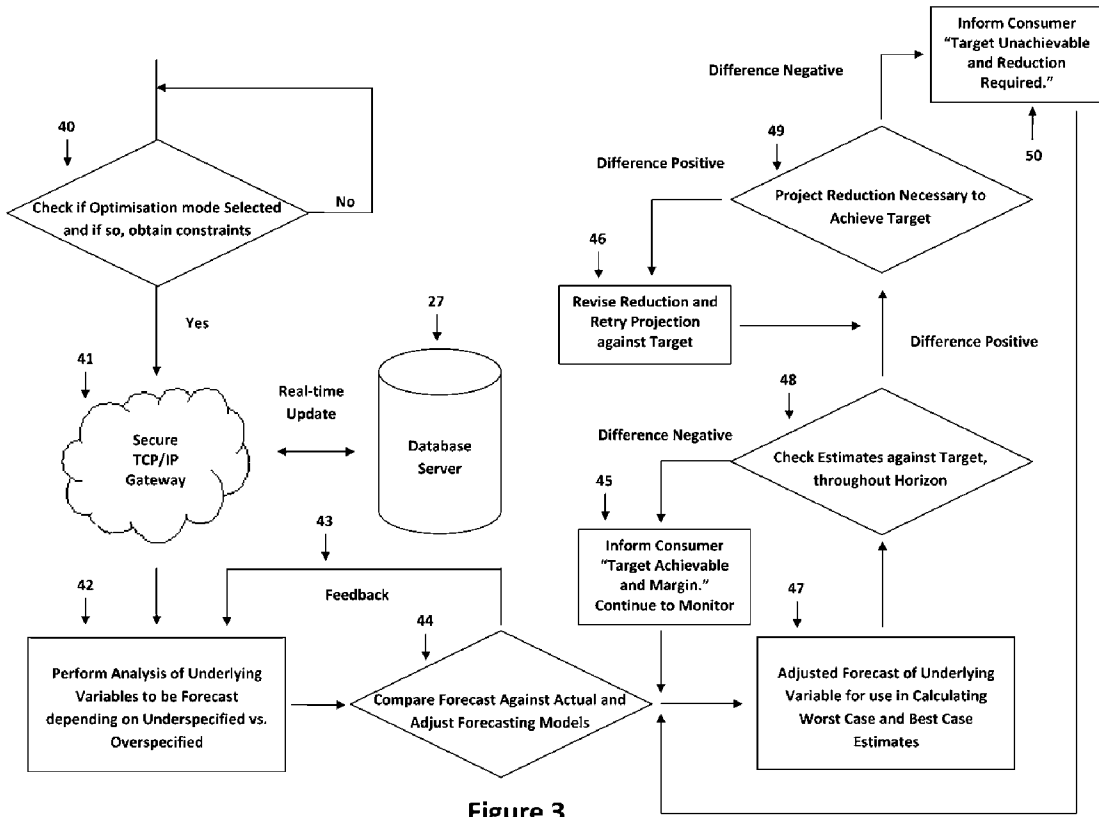 40
Check if Optimisation mode Selected
and if so, obtain constraints
No
Yes
41
Secure
TCP/IP
Gateway
Real-time
Update
27
Database
Server
43
Feedback
42
Perform Analysis of Underlying
Variables to be Forecast
depending on Underspecified vs.
Overspecified
44
Compare Forecast Against Actual and
Adjust Forecasting Models
Inform Consumer
“Target Unachievable
and Reduction
Required.”
50
Difference Negative
49
Difference Positive
Project Reduction Necessary to
Achieve Target
46
Revise Reduction and
Retry Projection
against Target
Difference Positive
48
Difference Negative
Check Estimates against Target,
throughout Horizon
45
Inform Consumer
“Target Achievable
and Margin.”
Continue to Monitor
47
Adjusted Forecast of Underlying
Variable for use in Calculating
Worst Case and Best Case
Estimates
Figure 3